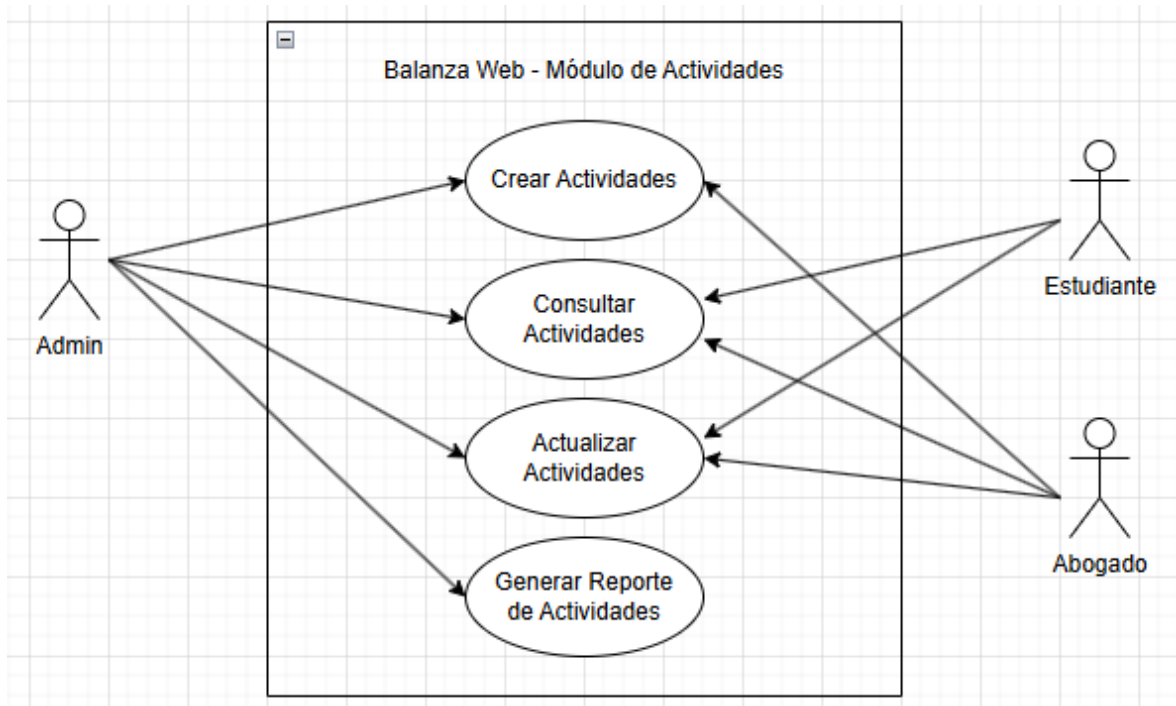 Balanza Web - Módulo de Actividades
Crear Actividades
Consultar
Actividades
Actualizar
Actividades
Generar Reporte
de Actividades
Admin
Estudiante
Abogado